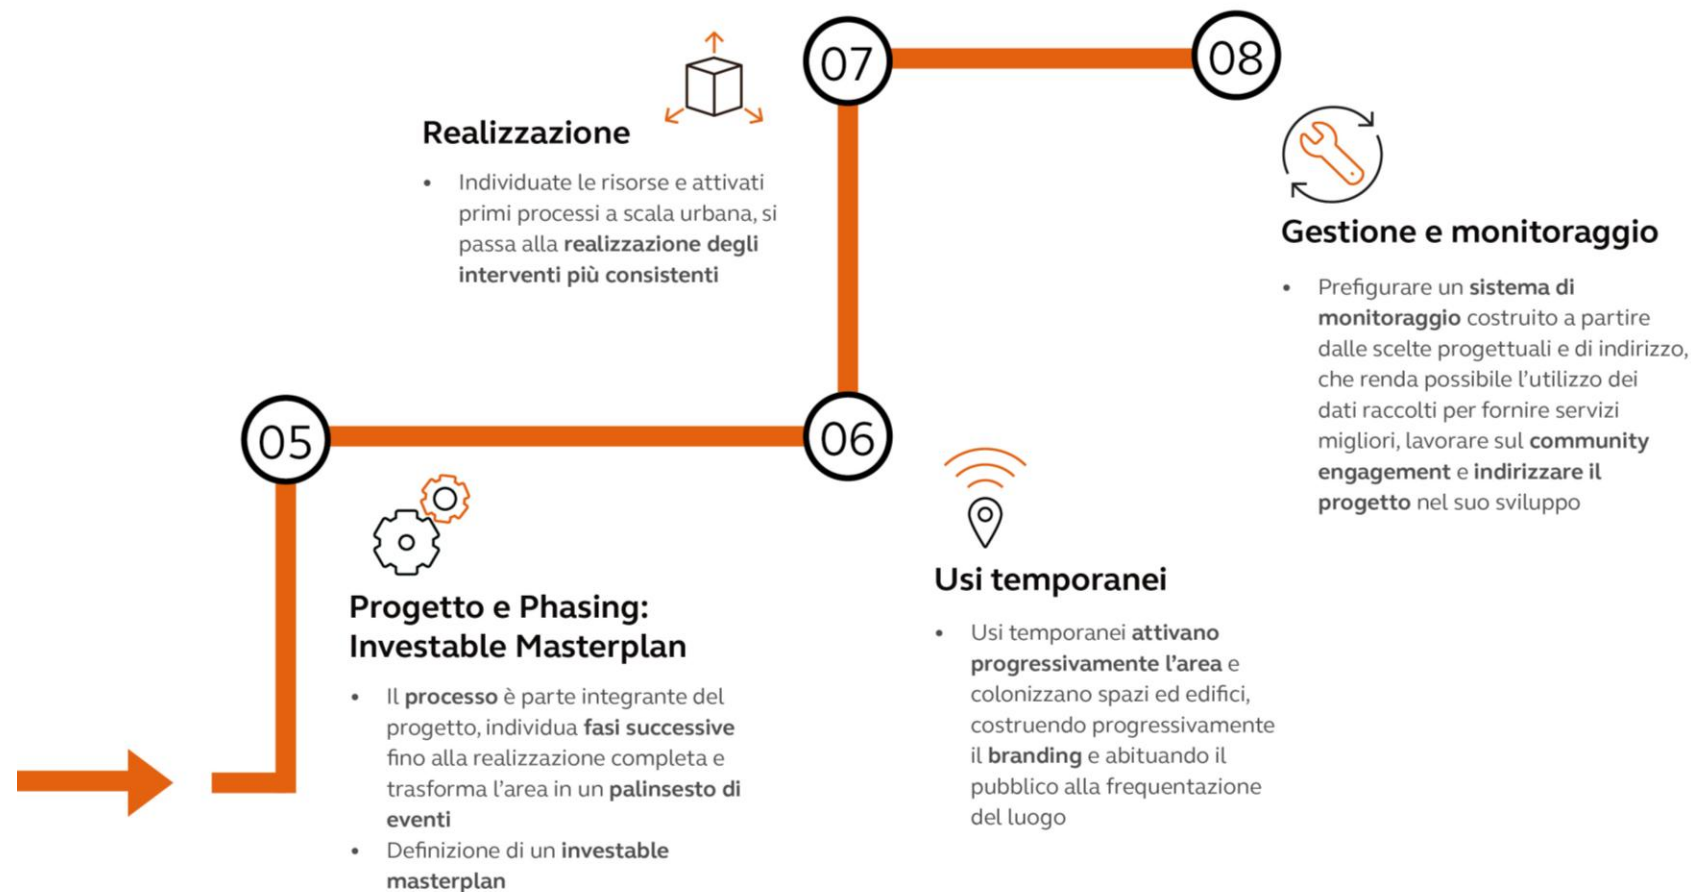 05
Progetto e Phasing:
Investable Masterplan
• Il processo è parte integrante del
progetto, individua fasi successive
fino alla realizzazione completa e
trasforma l’area in un palinsesto di
eventi
• Definizione di un investable
masterplan
06
Usi temporanei
• Usi temporanei attivano
progressivamente l’area e
colonizzano spazi ed edifici,
costruendo progressivamente
il branding e abituando il
pubblico alla frequentazione
del luogo
07
Realizzazione
• Individuate le risorse e attivati
primi processi a scala urbana, si
passa alla realizzazione degli
interventi più consistenti
08
Gestione e monitoraggio
• Prefigurare un sistema di
monitoraggio costruito a partire
dalle scelte progettuali e di indirizzo,
che renda possibile l’utilizzo dei
dati raccolti per fornire servizi
migliori, lavorare sul community
engagement e indirizzare il
progetto nel suo sviluppo